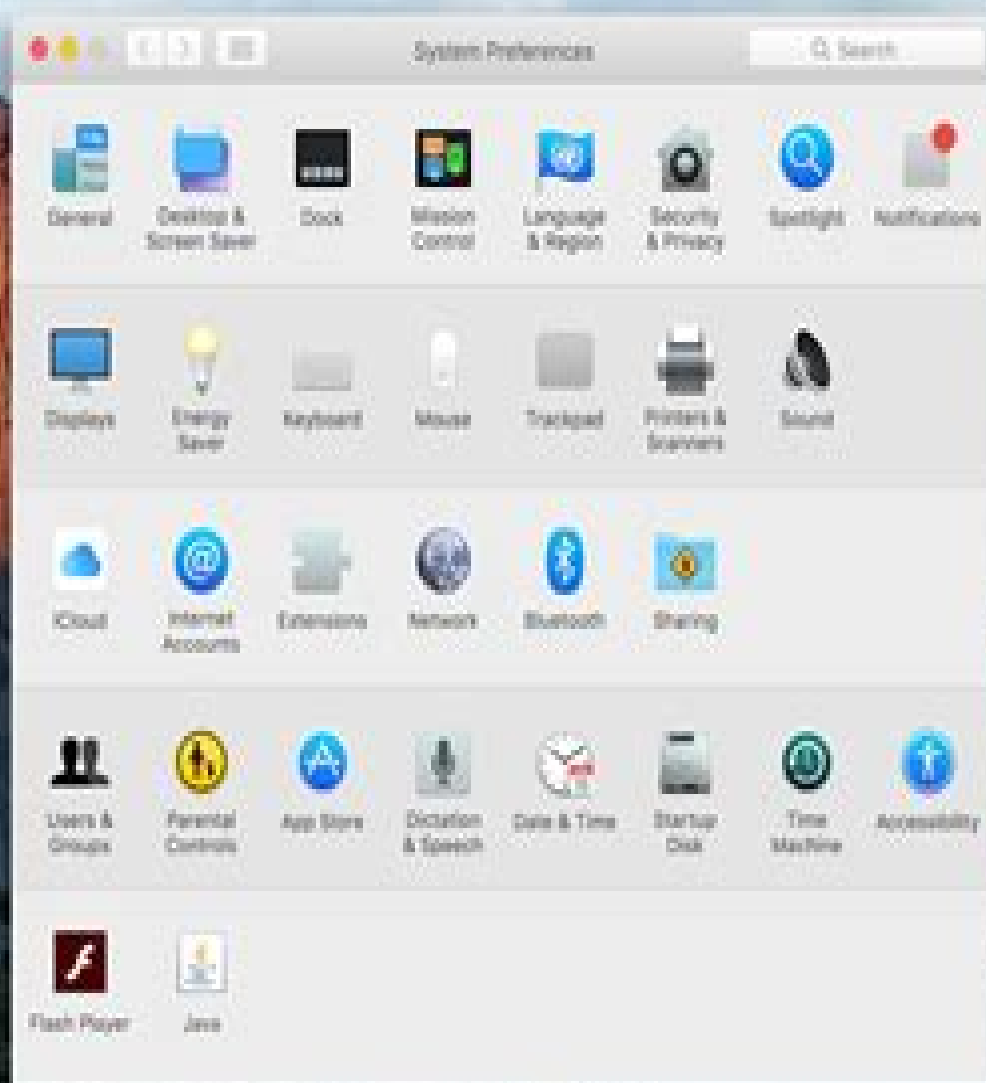 System Preferences
Search
General
Desktop &
Screen Saver
Dock
Mission
Control
Language
& Region
Security
& Privacy
Spotlight
Notifications
Displays
Energy
Saver
Keyboard
Mouse
Trackpad
Printers &
Scanners
Sound
iCloud
Internet
Accounts
Extensions
Network
Bluetooth
Sharing
Users &
Groups
Parental
Controls
App Store
Dictation
& Speech
Date & Time
Startup
Disk
Time
Machine
Accessibility
Flash Player
Java